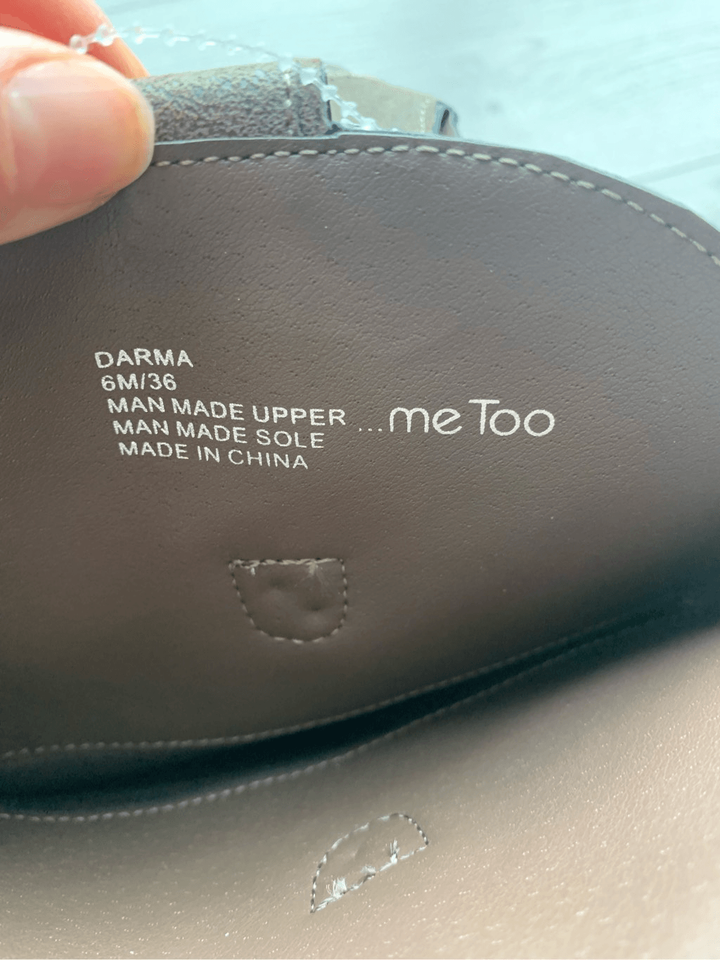 DARMA
6M/36
MAN MADE UPPER
MAN MADE SOLE
MADE IN CHINA
...me Too